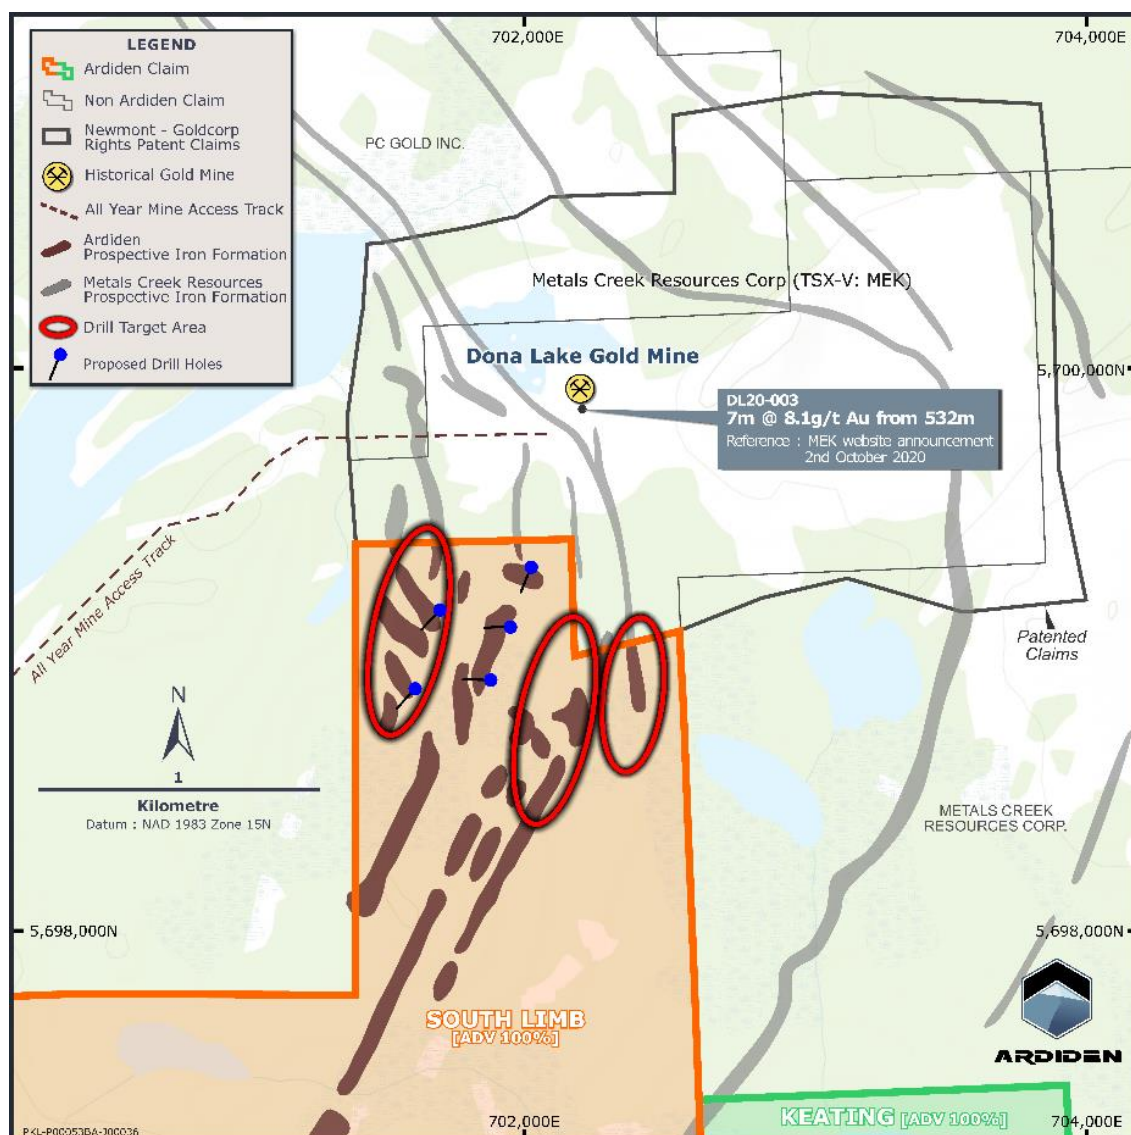 702,000E
704,000E
LEGEND
Ardiden Claim
Non Ardiden Claim
Newmont - Goldcorp
Rights Patent Claims
Historical Gold Mine
All Year Mine Access Track
Ardiden
Prospective Iron Formation
Metals Creek Resources
Prospective Iron Formation
Drill Target Area
Proposed Drill Holes
PC GOLD INC.
Metals Creek Resources Corp (TSX-V: MEK)
Dona Lake Gold Mine
5,700,000N
DL20-003
7m @ 8.1g/t Au from 532m
Reference : MEK website announcement
2nd October 2020
All Year Mine Access Track
Patented
Claims
N
1
Kilometre
Datum : NAD 1983 Zone 15N
METALS CREEK
RESOURCES CORP.
5,698,000N
5,698,000N
SOUTH LIMB
[ADV 100%]
ARDIDEN
KEATING [ADV 100%]
702,000E
704,000E
PKL-P00053BA-J00036